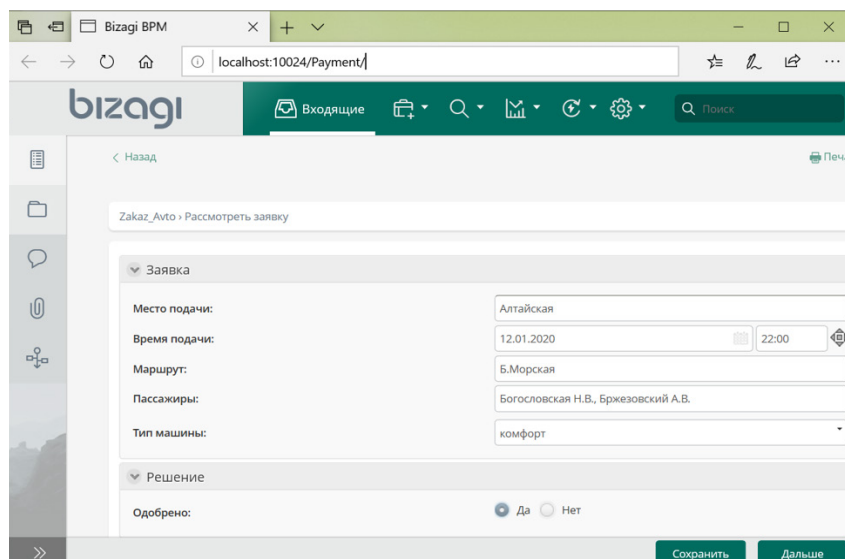 Bizagi BPM
localhost:10024/Payment/
bizagi Входящие Поиск
Назад Печ
Zakaz_Avto › Рассмотреть заявку
Заявка
Место подачи: Алтайская
Время подачи: 12.01.2020 22:00
Маршрут: Б.Морская
Пассажиры: Богословская Н.В., Бржезовский А.В.
Тип машины: комфорт
Решение
Одобрено: Да Нет
Сохранить Дальше